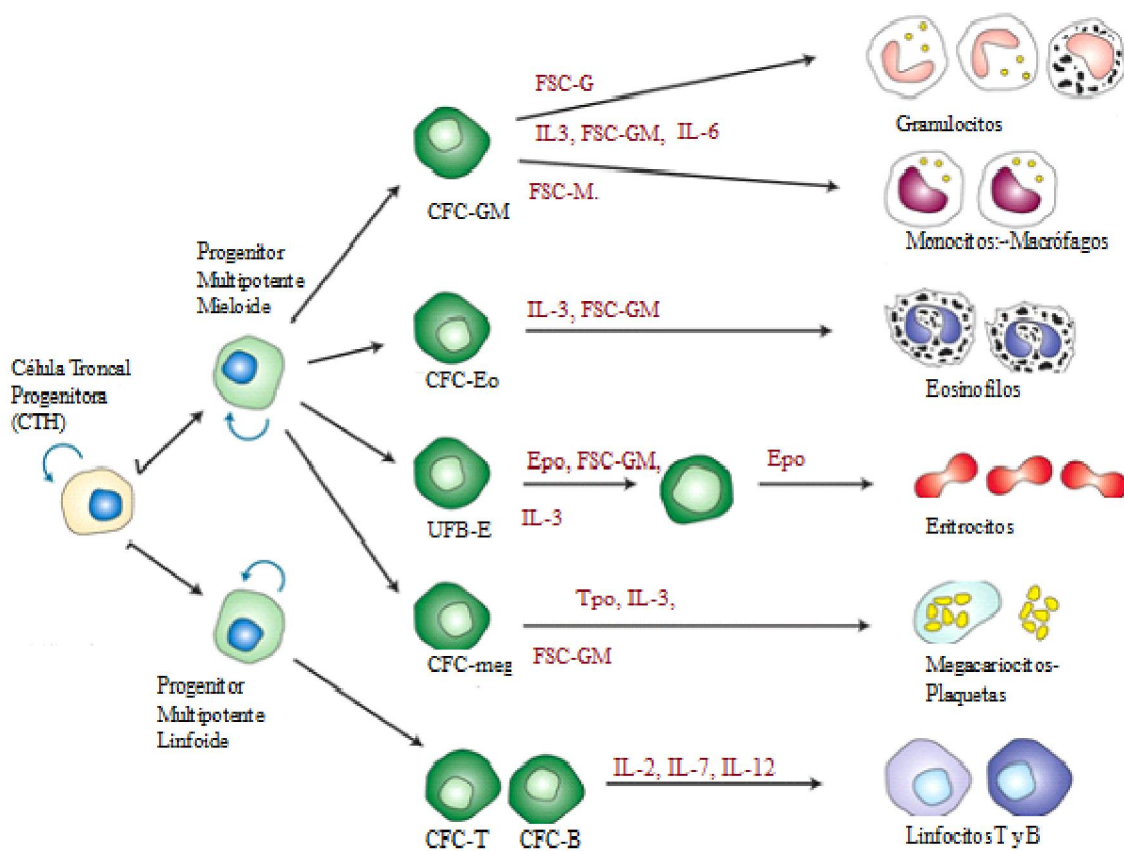 FSC-G
IL3, FSC-GM, IL-6
FSC-M.
CFC-GM
Granulocitos
Monocitos:--Macrófagos
Progenitor
Multipotente
Mieloide
IL-3, FSC-GM
CFC-Eo
Eosinofilos
Célula Troncal
Progenitora
(CTH)
Epo, FSC-GM,
IL-3
Epo
UFB-E
Eritrocitos
Tpo, IL-3,
FSC-GM
CFC-meg
Megacariocitos-
Plaquetas
Progenitor
Multipotente
Linfoide
IL-2, IL-7, IL-12
CFC-T
CFC-B
Linfocitos T y B